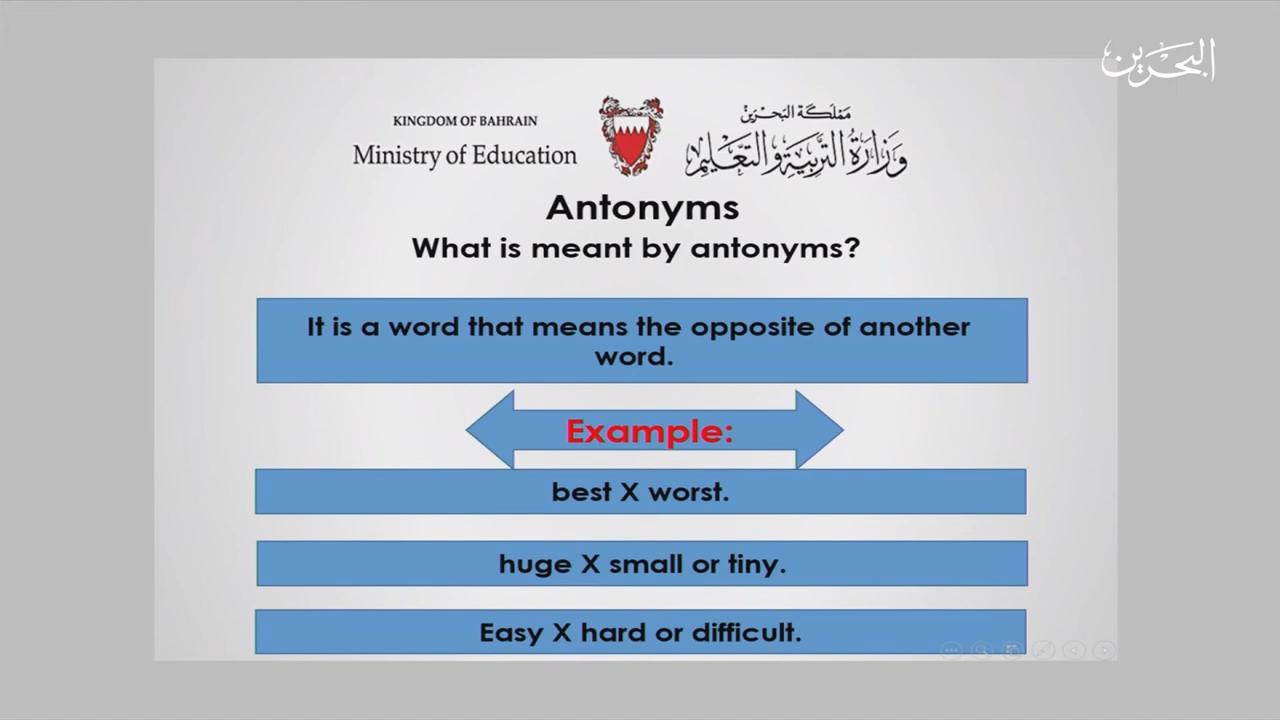 البحرين
KINGDOM OF BAHRAIN
Ministry of Education
مملكة البحرين
وزارة التربية والتعليم
Antonyms
What is meant by antonyms?
It is a word that means the opposite of another
word.
Example:
best X worst.
huge X small or tiny.
Easy X hard or difficult.